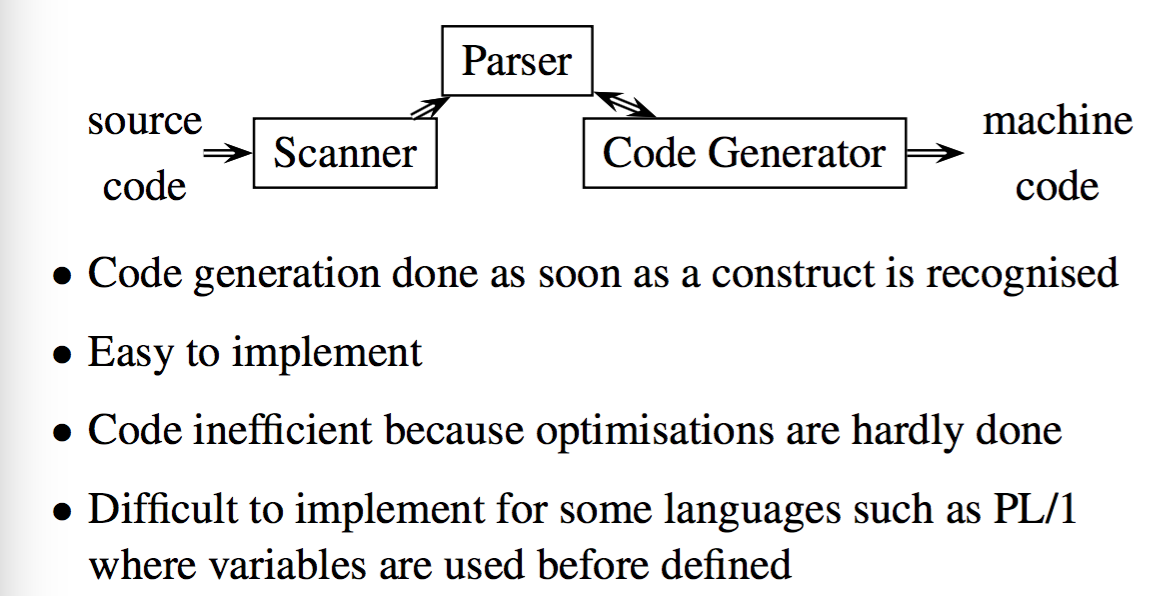 Parser
source
code
Scanner
Code Generator
machine
code
• Code generation done as soon as a construct is recognised
• Easy to implement
• Code inefficient because optimisations are hardly done
• Difficult to implement for some languages such as PL/1
where variables are used before defined